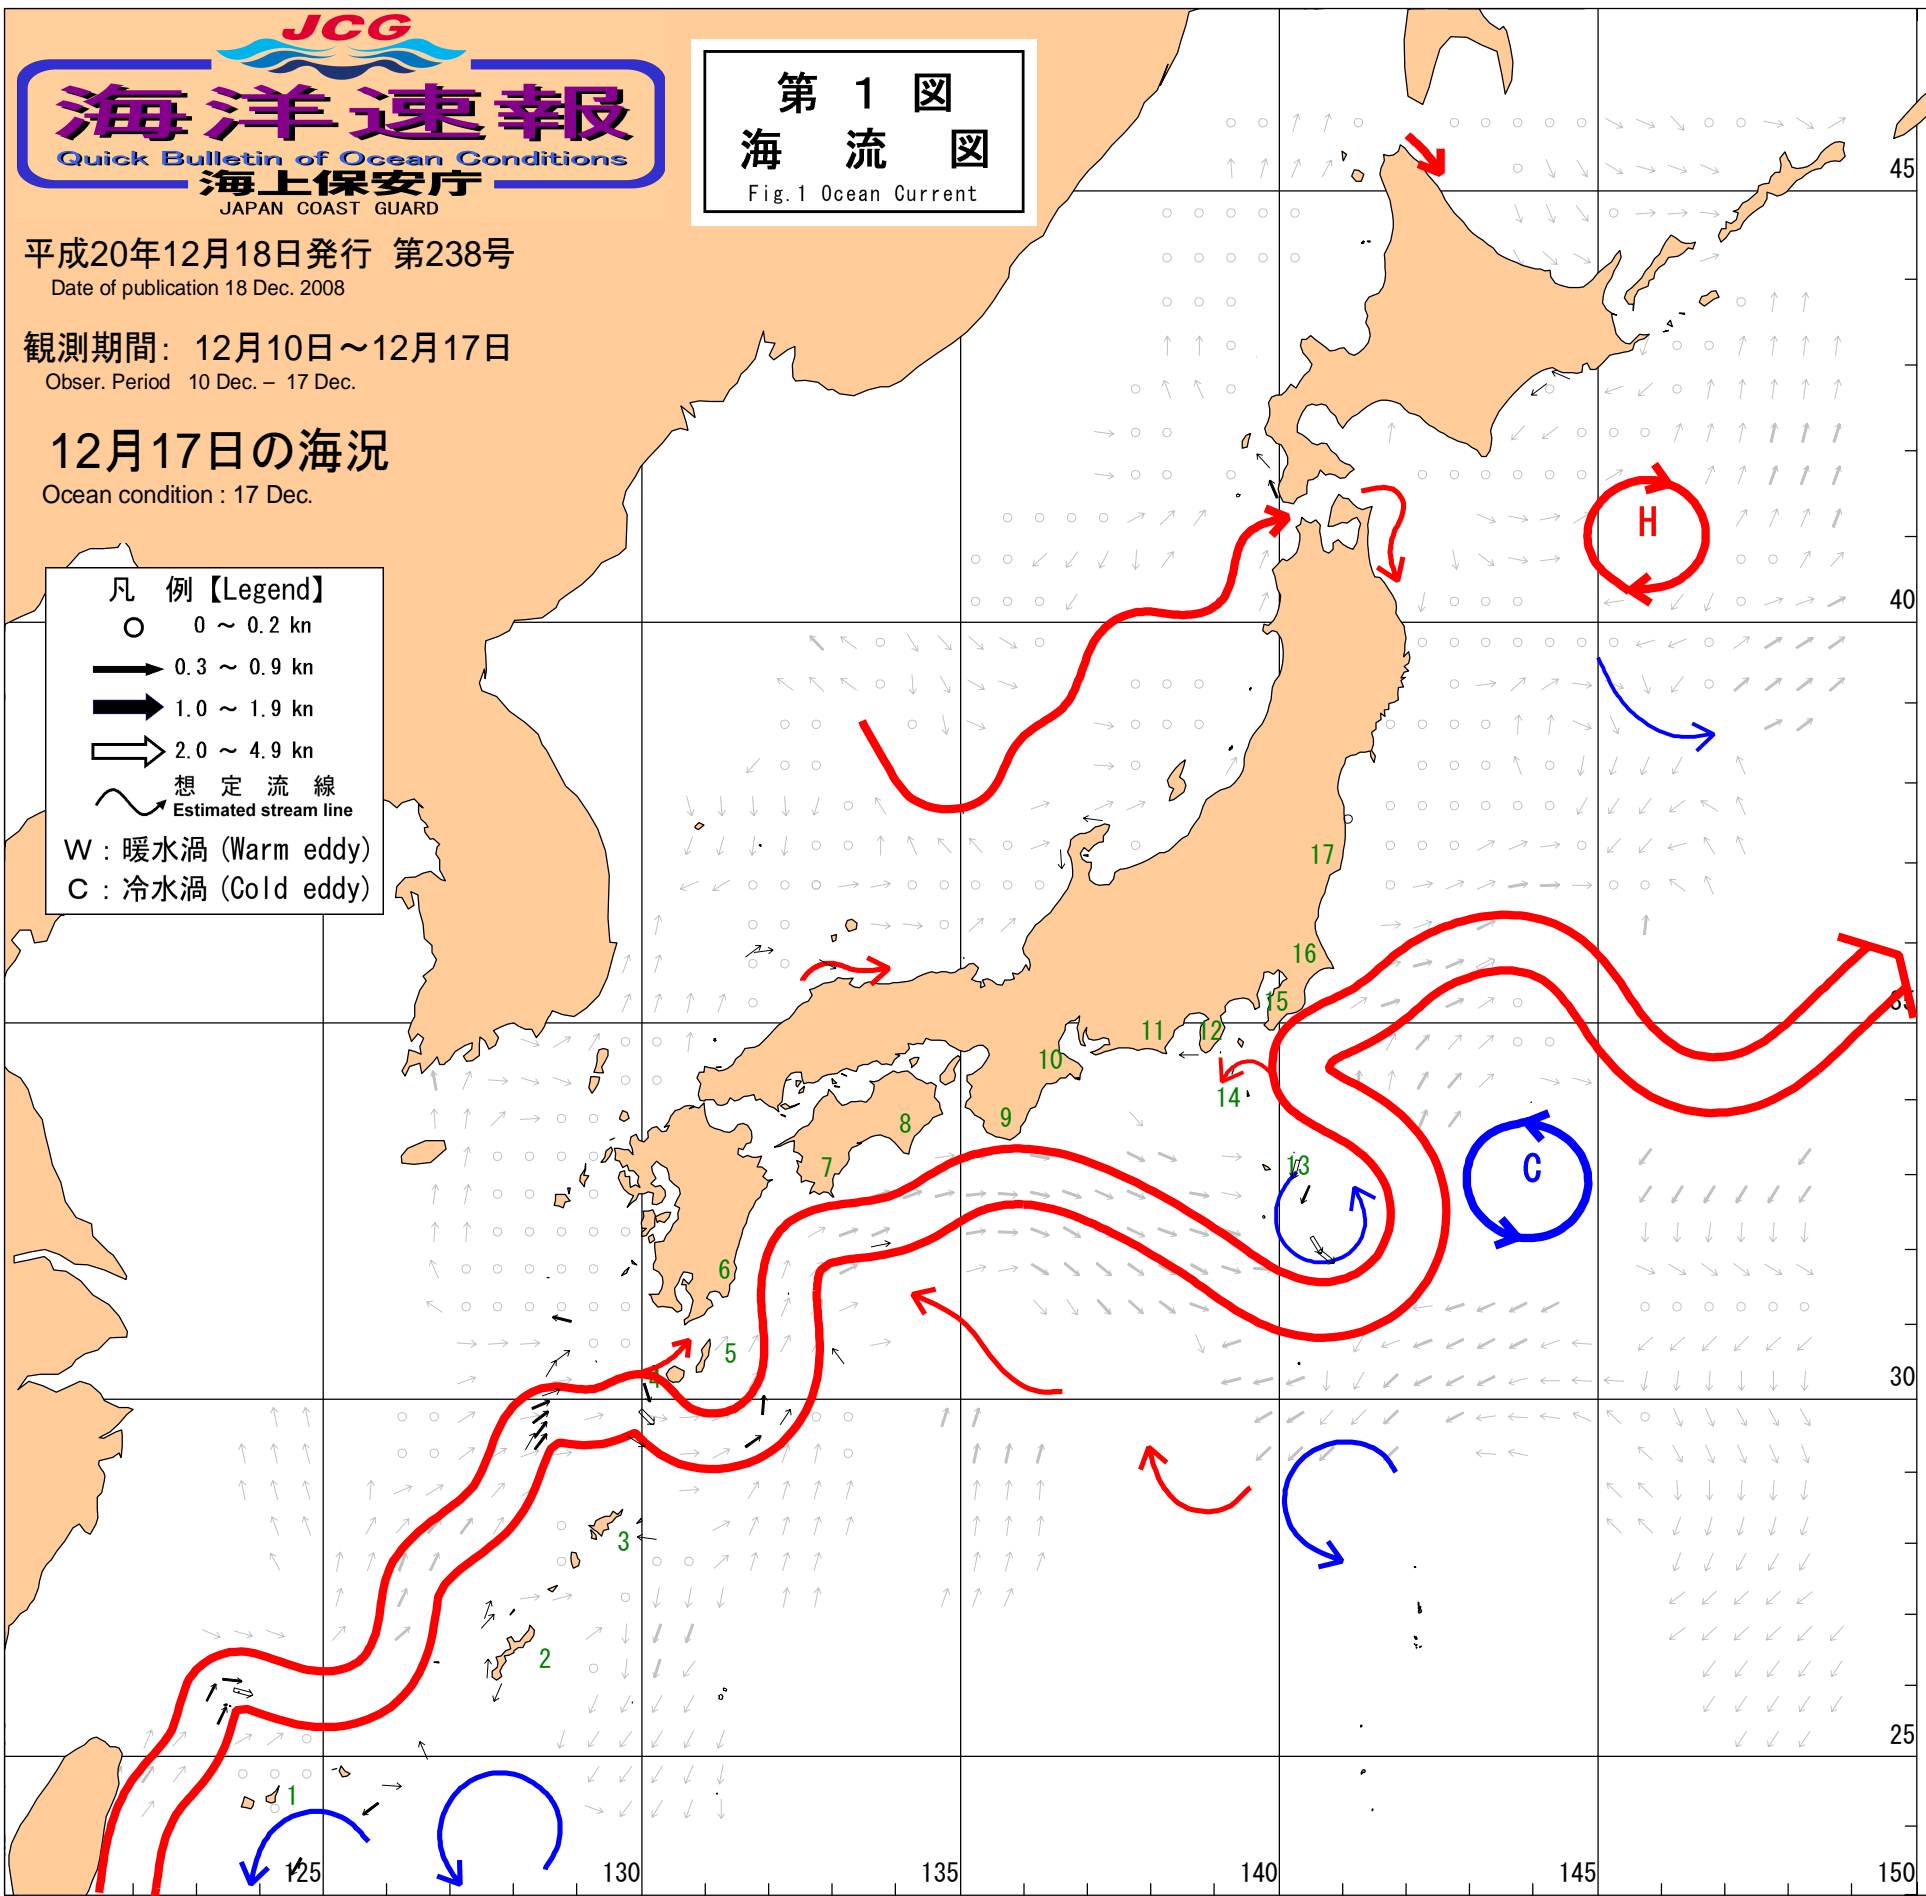 JCG
海洋速報
Quick Bulletin of Ocean Conditions
海上保安庁
JAPAN COAST GUARD
第 1 図
海 流 図
Fig.1 Ocean Current
平成20年12月18日発行 第238号
Date of publication 18 Dec. 2008
観測期間: 12月10日～12月17日
Obser. Period 10 Dec. – 17 Dec.
12月17日の海況
Ocean condition : 17 Dec.
凡 例【Legend】
0 ～ 0.2 kn
0.3 ～ 0.9 kn
1.0 ～ 1.9 kn
2.0 ～ 4.9 kn
想 定 流 線
Estimated stream line
W : 暖水渦 (Warm eddy)
C : 冷水渦 (Cold eddy)
45
H
40
17
16
15
35
11
12
10
14
9
8
13
C
7
6
5
4
30
3
2
25
1
125
130
135
140
145
150